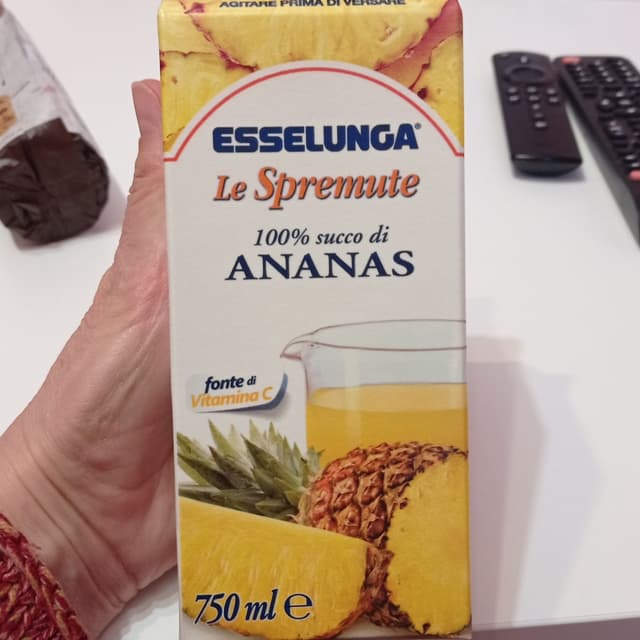 AGITARE PRIMA DI VERSARE
ESSELUNGA®
Le Spremute
100% succo di
ANANAS
fonte di
Vitamina C
750 ml ℮